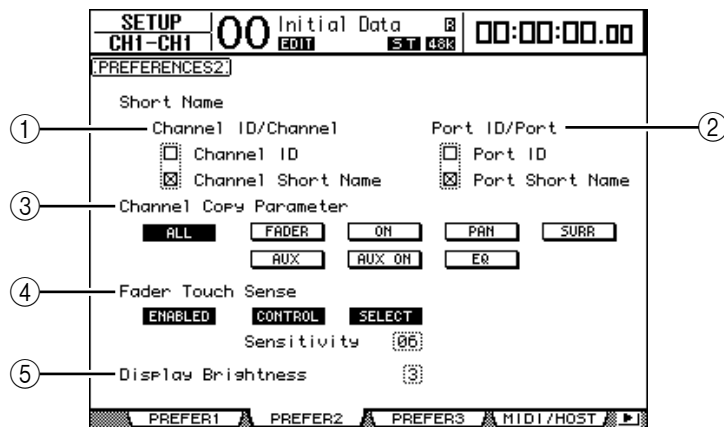 SETUP
CH1-CH1
00
Initial Data
EDIT
R
ST 48K
00:00:00.00
PREFERENCES2
Short Name
① Channel ID/Channel
Port ID/Port ②
Channel ID
Port ID
Channel Short Name
Port Short Name
③ Channel Copy Parameter
ALL FADER ON PAN SURR
AUX AUX ON EQ
④ Fader Touch Sense
ENABLED CONTROL SELECT
Sensitivity 06
⑤ Display Brightness 3
PREFER1 PREFER2 PREFER3 MIDI/HOST